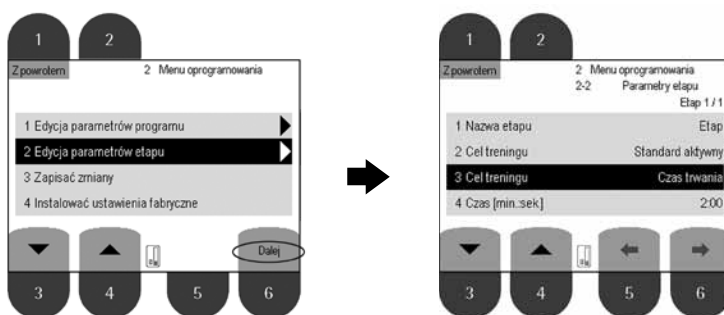 1 2
Z powrotem 2 Menu oprogramowania
1 Edycja parametrów programu
2 Edycja parametrów etapu
3 Zapisać zmiany
4 Instalować ustawienia fabryczne
Dalej
3 4 5 6
1 2
Z powrotem 2 Menu oprogramowania
2-2 Parametry etapu
Etap 1 / 1
1 Nazwa etapu Etap
2 Cel treningu Standard aktywny
3 Cel treningu Czas trwania
4 Czas [min.:sek.] 2:00
3 4 5 6